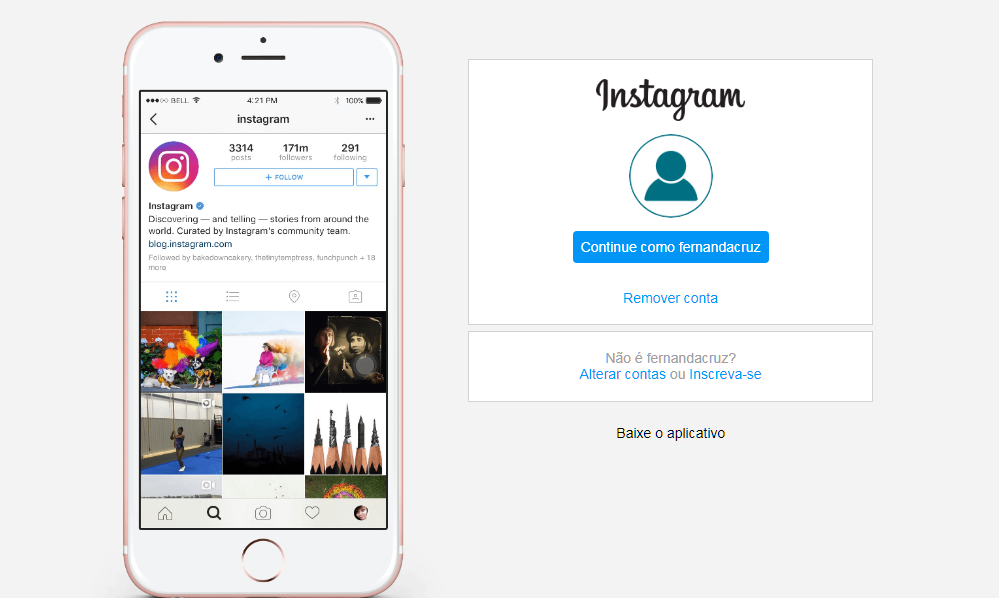 BELL 4:21 PM 100%
instagram
3314 171m 291
posts followers following
+ FOLLOW
Instagram
Discovering — and telling — stories from around the
world. Curated by Instagram's community team.
blog.instagram.com
Followed by bakedowncakery, thetinytemptress, funchpunch + 18
more
Instagram
Continue como fernandacruz
Remover conta
Não é fernandacruz?
Alterar contas ou Inscreva-se
Baixe o aplicativo